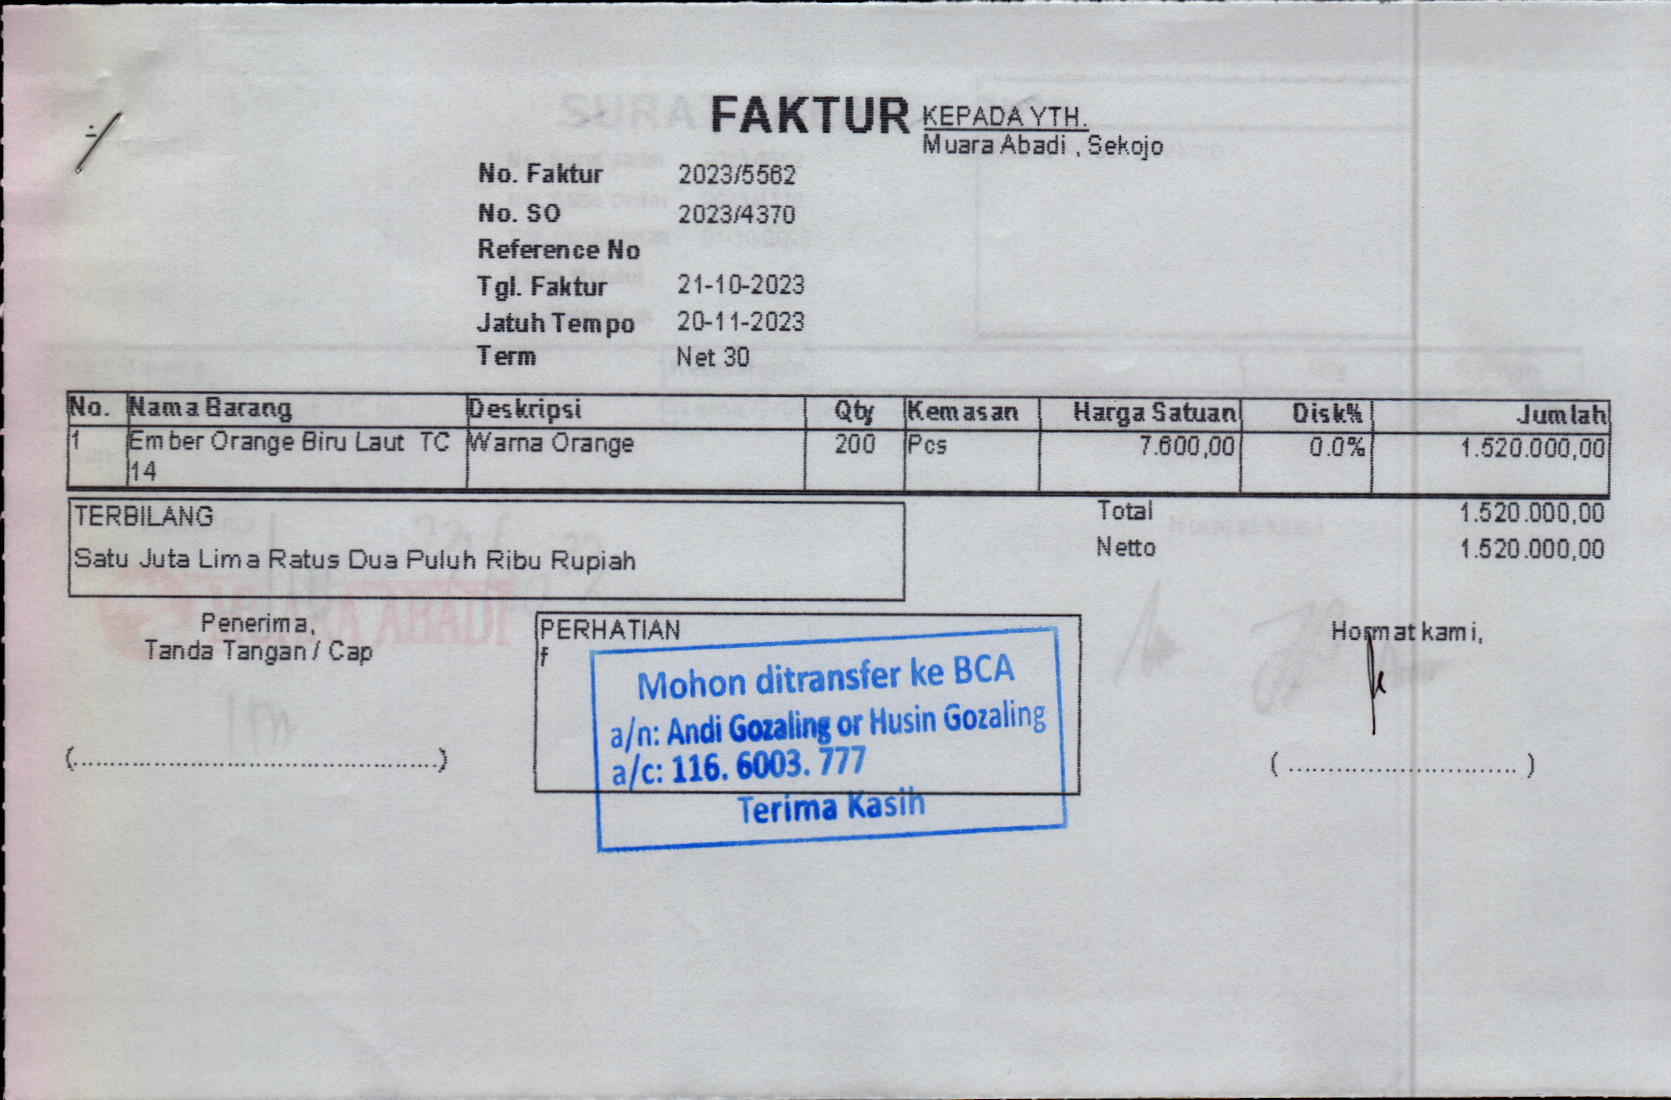 FAKTUR
KEPADA YTH.
Muara Abadi , Sekojo
No. Faktur 2023/5562
No. SO 2023/4370
Reference No
Tgl. Faktur 21-10-2023
Jatuh Tempo 20-11-2023
Term Net 30
No. Nama Barang Deskripsi Qty Kemasan Harga Satuan Disk% Jumlah
1 Ember Orange Biru Laut TC Warna Orange 200 Pcs 7.600,00 0.0% 1.520.000,00
14
TERBILANG
Satu Juta Lima Ratus Dua Puluh Ribu Rupiah
Total 1.520.000,00
Netto 1.520.000,00
Penerima,
Tanda Tangan / Cap
(..................................................)
PERHATIAN
f
Mohon ditransfer ke BCA
a/n: Andi Gozaling or Husin Gozaling
a/c: 116. 6003. 777
Terima Kasih
Hormat kami,
( ............................... )